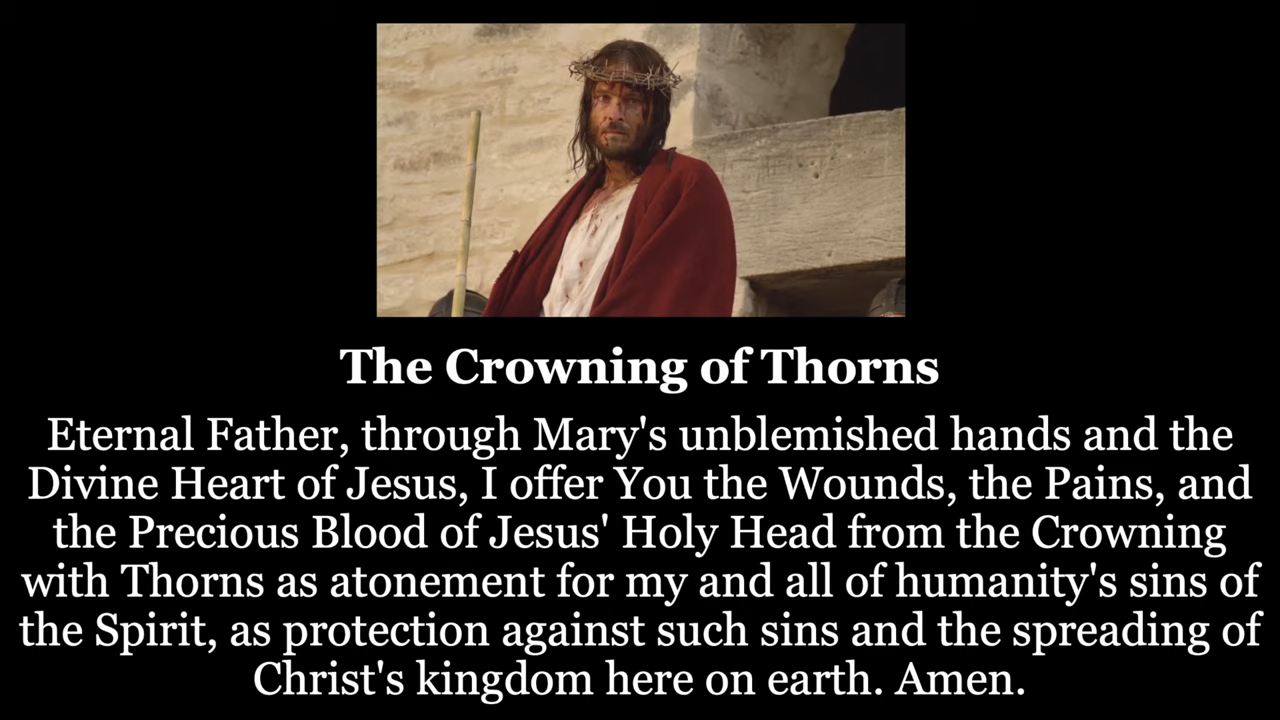 The Crowning of Thorns
Eternal Father, through Mary's unblemished hands and the
Divine Heart of Jesus, I offer You the Wounds, the Pains, and
the Precious Blood of Jesus' Holy Head from the Crowning
with Thorns as atonement for my and all of humanity's sins of
the Spirit, as protection against such sins and the spreading of
Christ's kingdom here on earth. Amen.